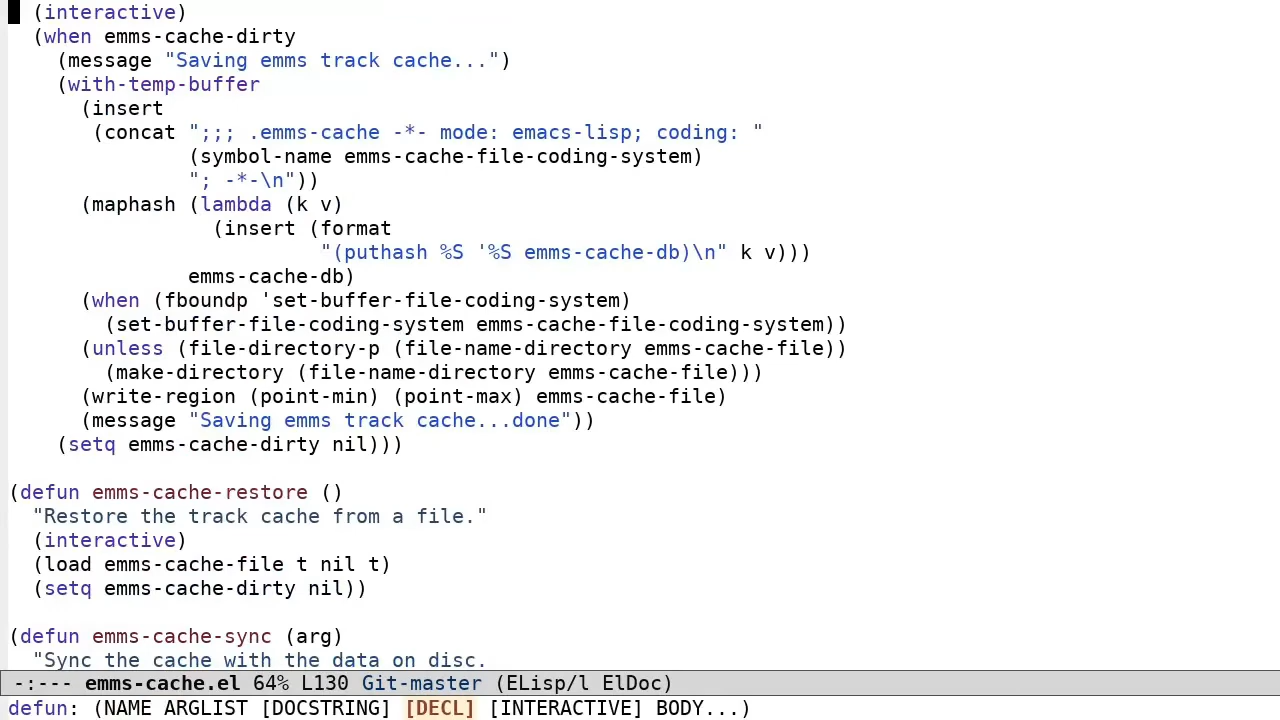 (interactive)
(when emms-cache-dirty
(message "Saving emms track cache...")
(with-temp-buffer
(insert
(concat ";;; .emms-cache -*- mode: emacs-lisp; coding: "
(symbol-name emms-cache-file-coding-system)
"; -*-\n"))
(maphash (lambda (k v)
(insert (format
"(puthash %S '%S emms-cache-db)\n" k v)))
emms-cache-db)
(when (fboundp 'set-buffer-file-coding-system)
(set-buffer-file-coding-system emms-cache-file-coding-system))
(unless (file-directory-p (file-name-directory emms-cache-file))
(make-directory (file-name-directory emms-cache-file)))
(write-region (point-min) (point-max) emms-cache-file)
(message "Saving emms track cache...done"))
(setq emms-cache-dirty nil)))
(defun emms-cache-restore ()
"Restore the track cache from a file."
(interactive)
(load emms-cache-file t nil t)
(setq emms-cache-dirty nil))
(defun emms-cache-sync (arg)
"Sync the cache with the data on disc.
-:--- emms-cache.el 64% L130 Git-master (ELisp/l ElDoc)
defun: (NAME ARGLIST [DOCSTRING] [DECL] [INTERACTIVE] BODY...)